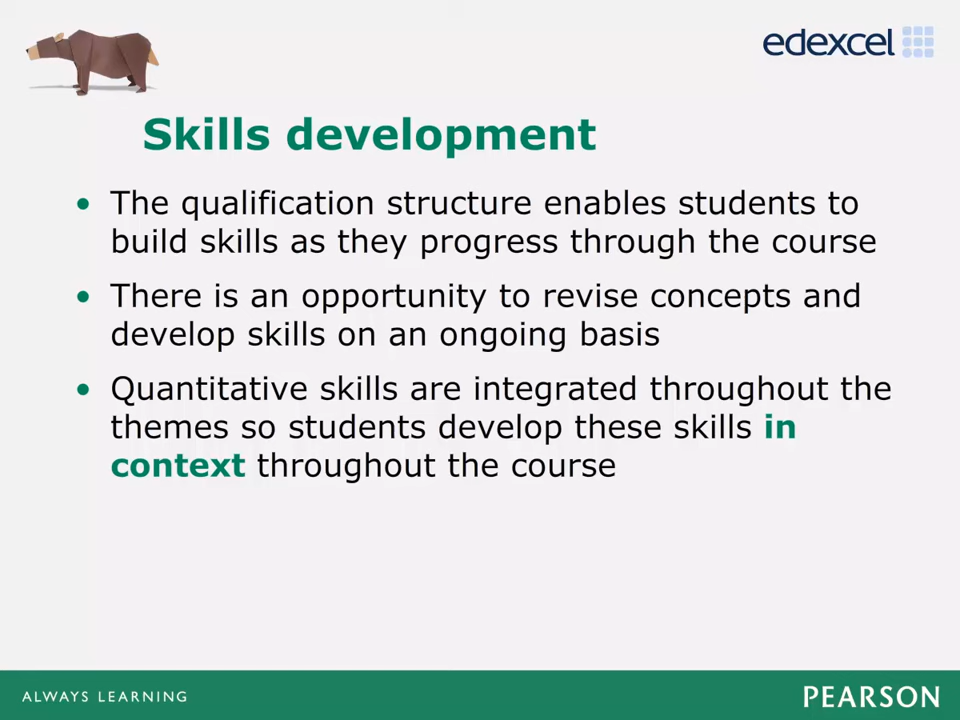 edexcel
Skills development
• The qualification structure enables students to
build skills as they progress through the course
• There is an opportunity to revise concepts and
develop skills on an ongoing basis
• Quantitative skills are integrated throughout the
themes so students develop these skills in
context throughout the course
ALWAYS LEARNING
PEARSON